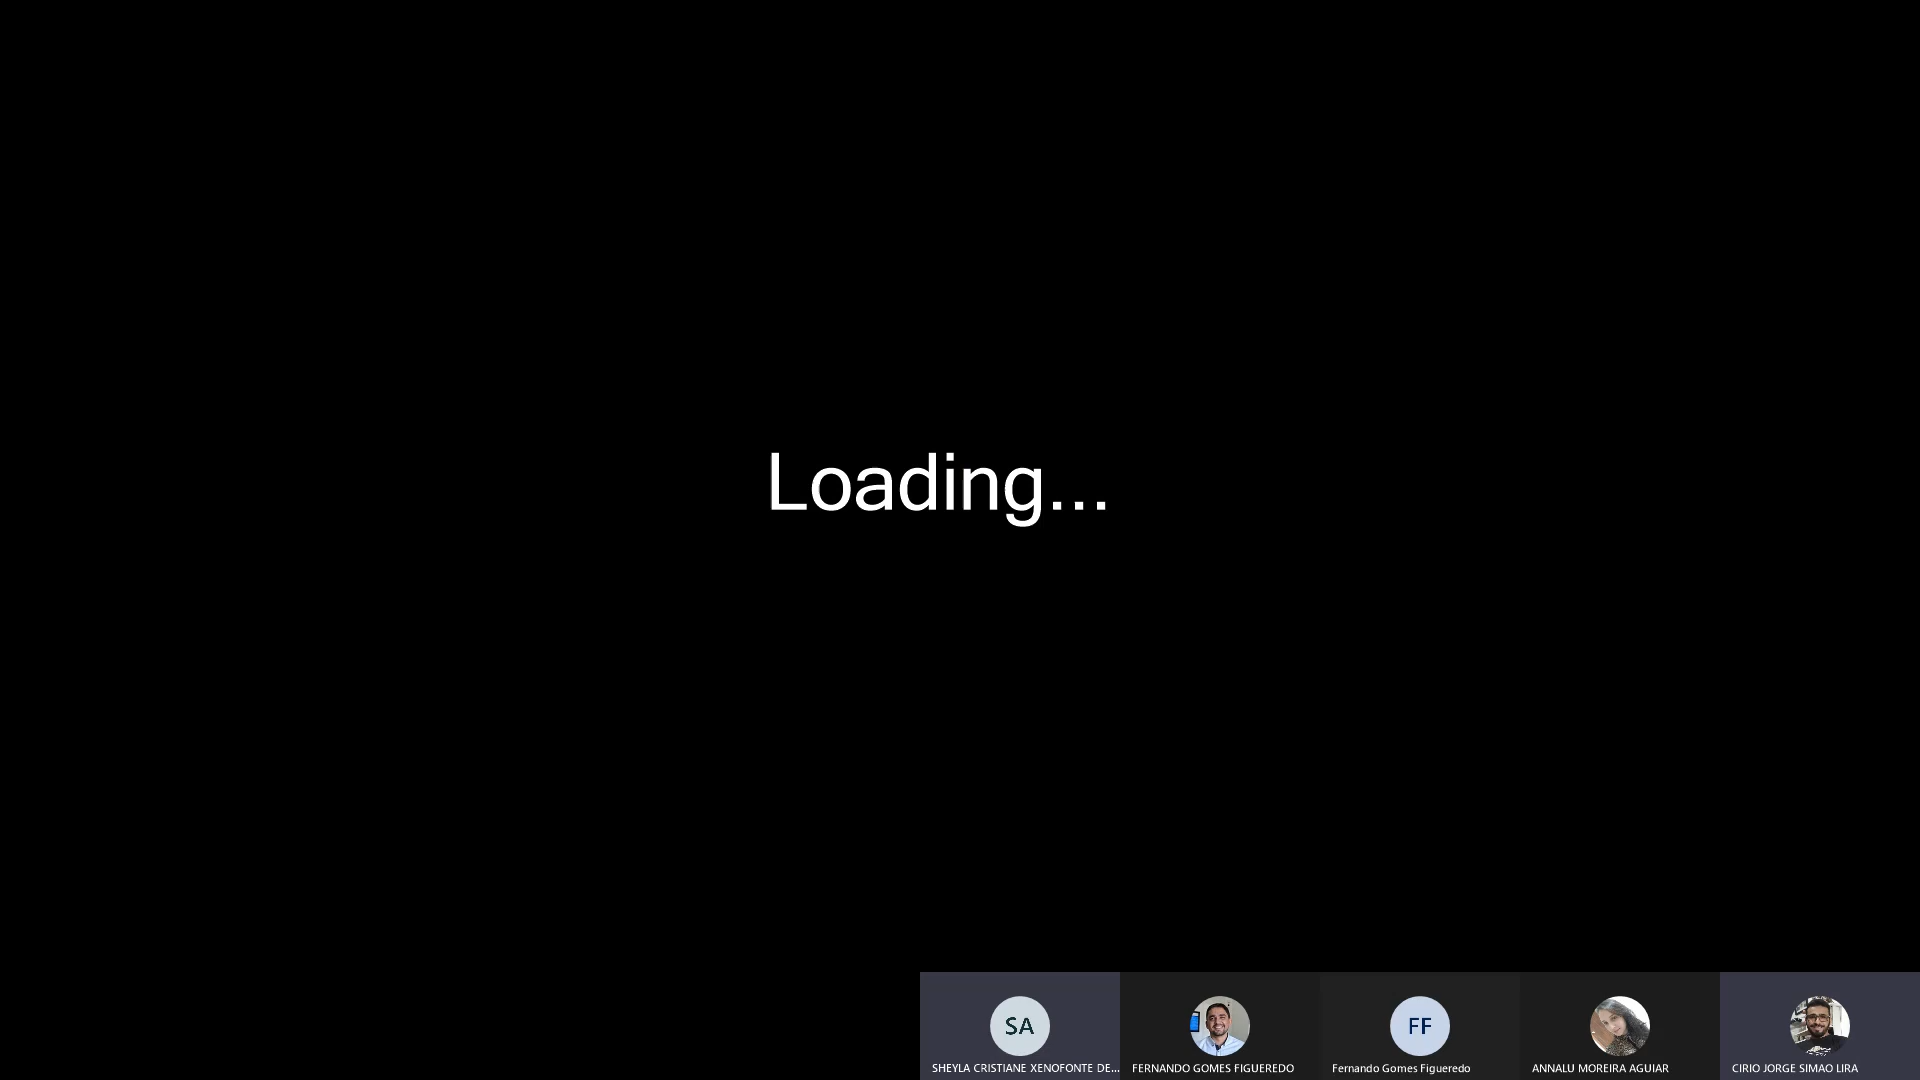 Loading...
SA
FF
SHEYLA CRISTIANE XENOFONTE DE...
FERNANDO GOMES FIGUEREDO
Fernando Gomes Figueredo
ANNALU MOREIRA AGUIAR
CIRIO JORGE SIMAO LIRA